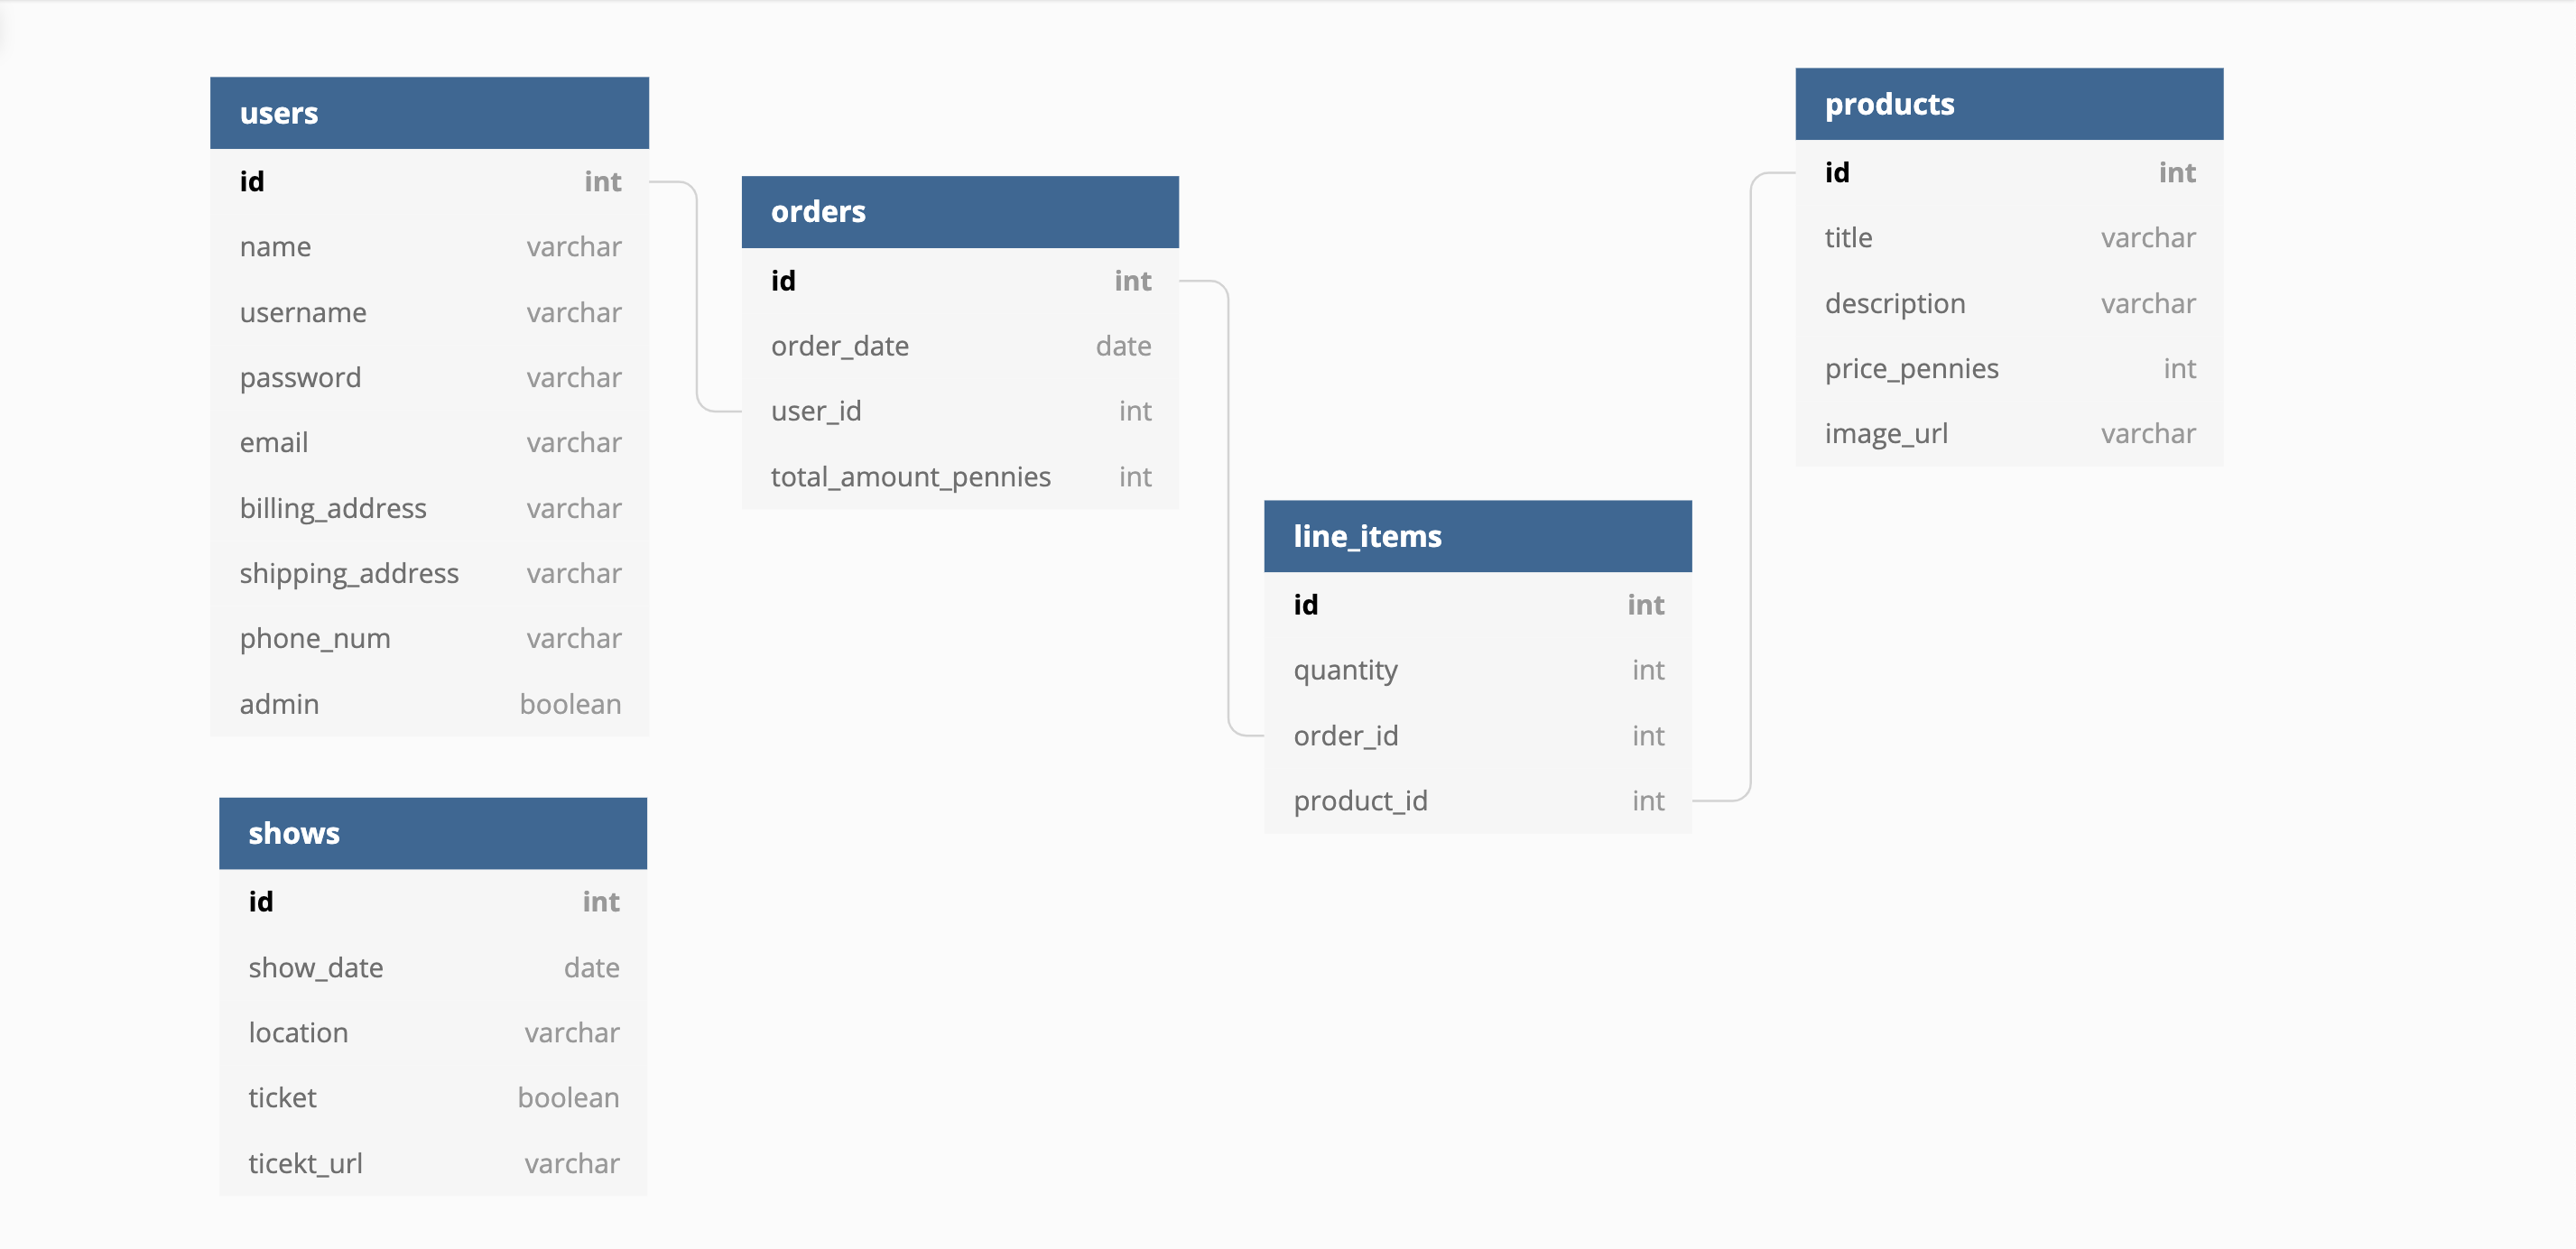 users
id int
name varchar
username varchar
password varchar
email varchar
billing_address varchar
shipping_address varchar
phone_num varchar
admin boolean
orders
id int
order_date date
user_id int
total_amount_pennies int
line_items
id int
quantity int
order_id int
product_id int
products
id int
title varchar
description varchar
price_pennies int
image_url varchar
shows
id int
show_date date
location varchar
ticket boolean
ticekt_url varchar